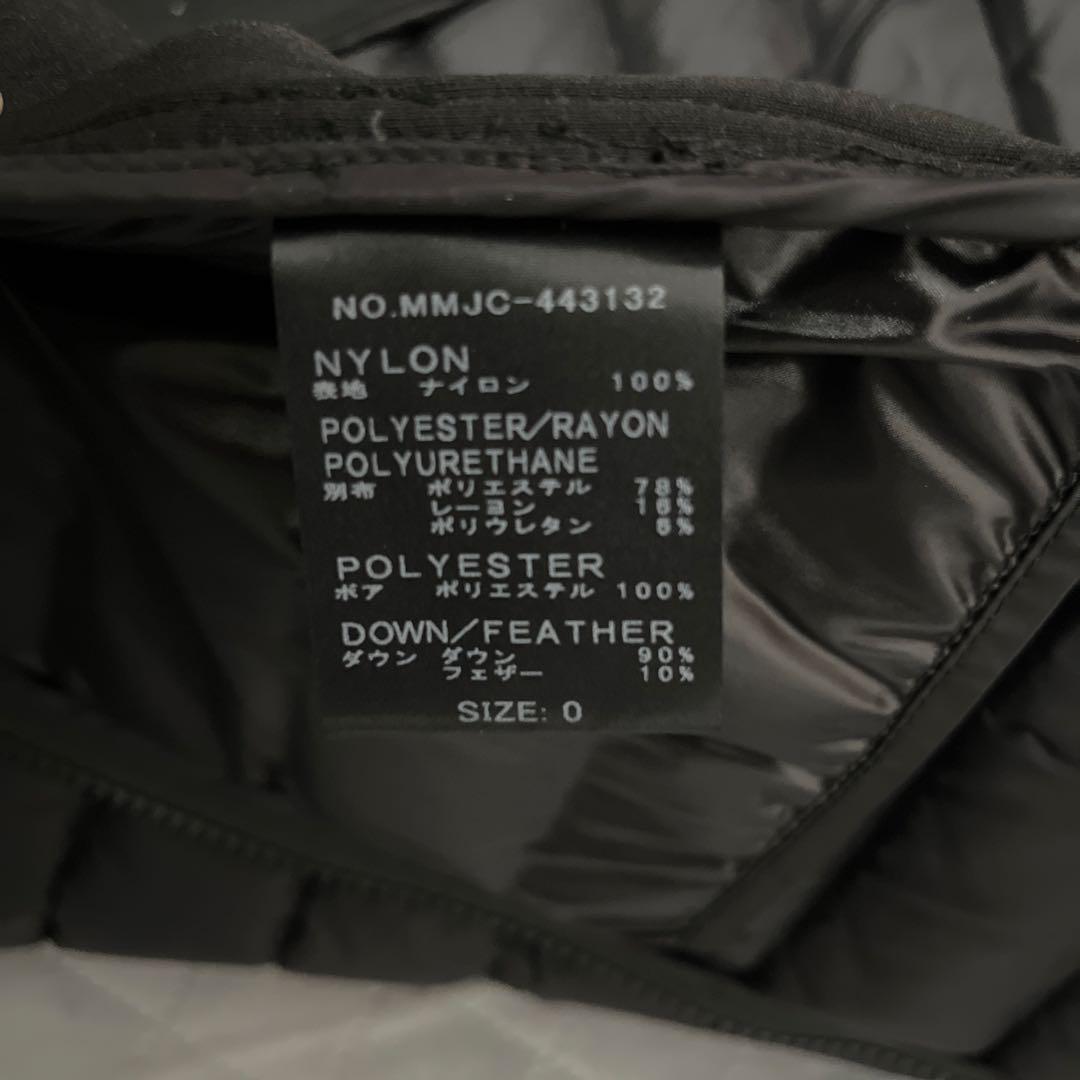 NO.MMJC-443132
NYLON
表地 ナイロン 100%
POLYESTER/RAYON
POLYURETHANE
別布 ポリエステル 78%
レーヨン 16%
ポリウレタン 6%
POLYESTER
ボア ポリエステル 100%
DOWN/FEATHER
ダウン ダウン 90%
フェザー 10%
SIZE: 0